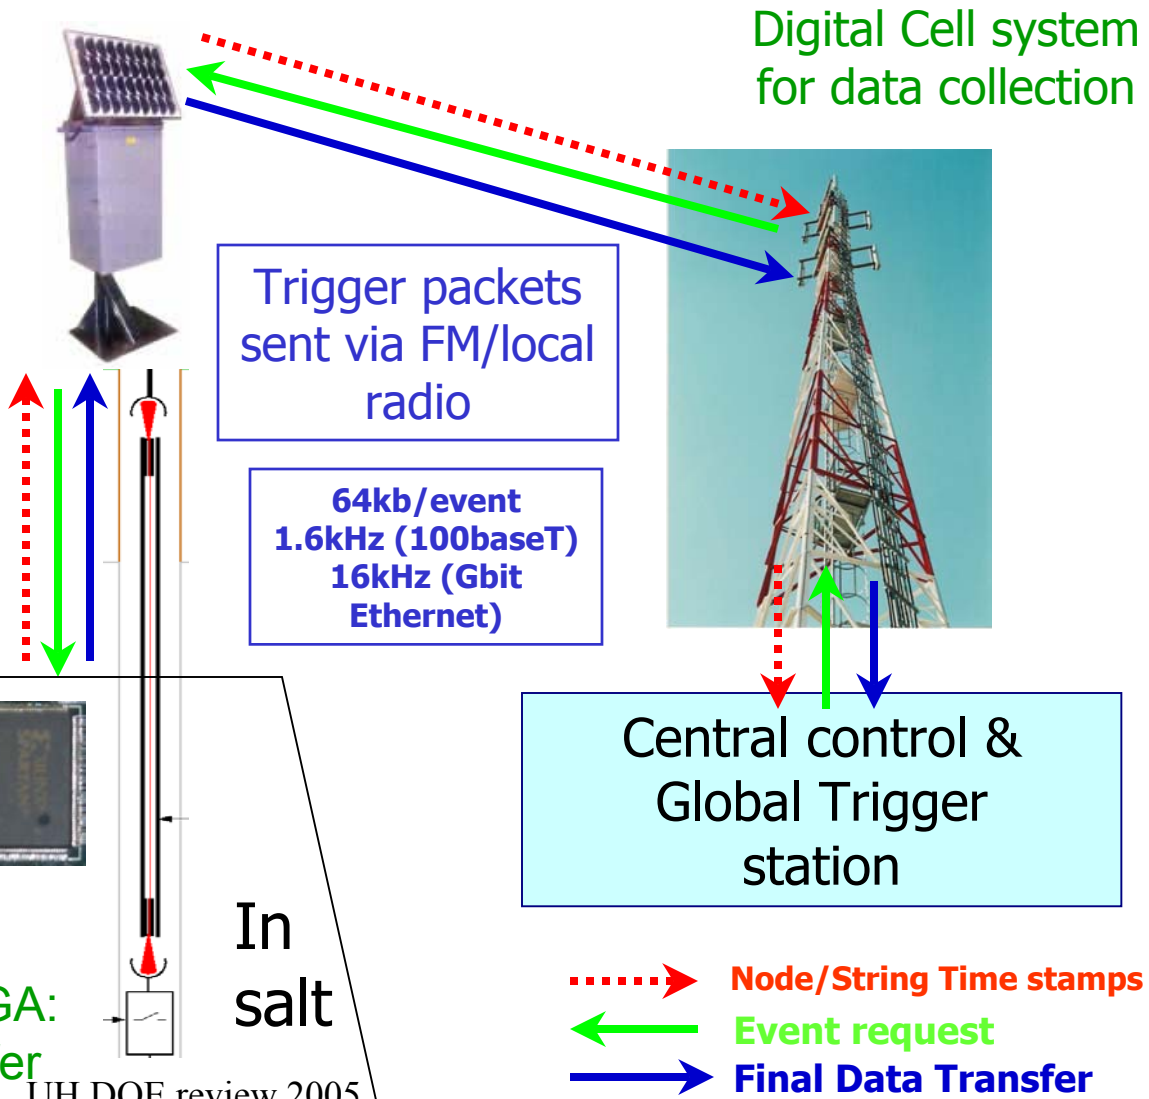 Digital Cell system
for data collection
Trigger packets
sent via FM/local
radio
64kb/event
1.6kHz (100baseT)
16kHz (Gbit
Ethernet)
Central control &
Global Trigger
station
In
salt
GA:
er
UH DOE review 2005
Node/String Time stamps
Event request
Final Data Transfer